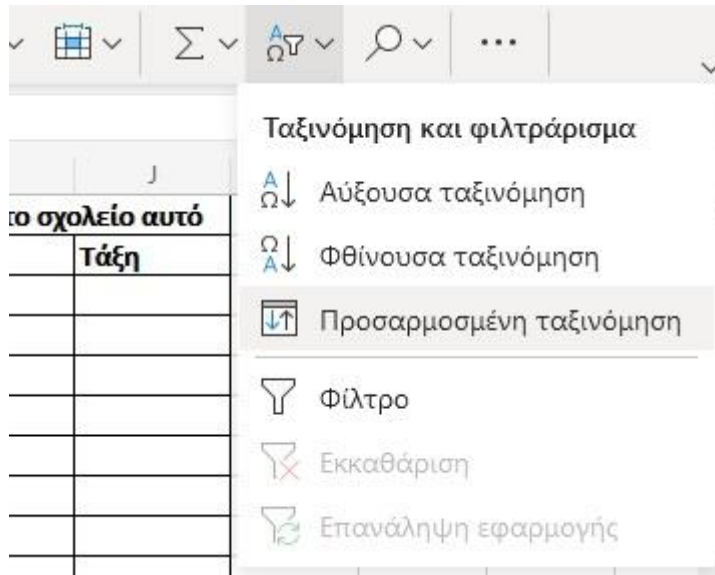 Ταξινόμηση και φιλτράρισμα
J
Αύξουσα ταξινόμηση
το σχολείο αυτό
Τάξη
Φθίνουσα ταξινόμηση
Προσαρμοσμένη ταξινόμηση
Φίλτρο
Εκκαθάριση
Επανάληψη εφαρμογής